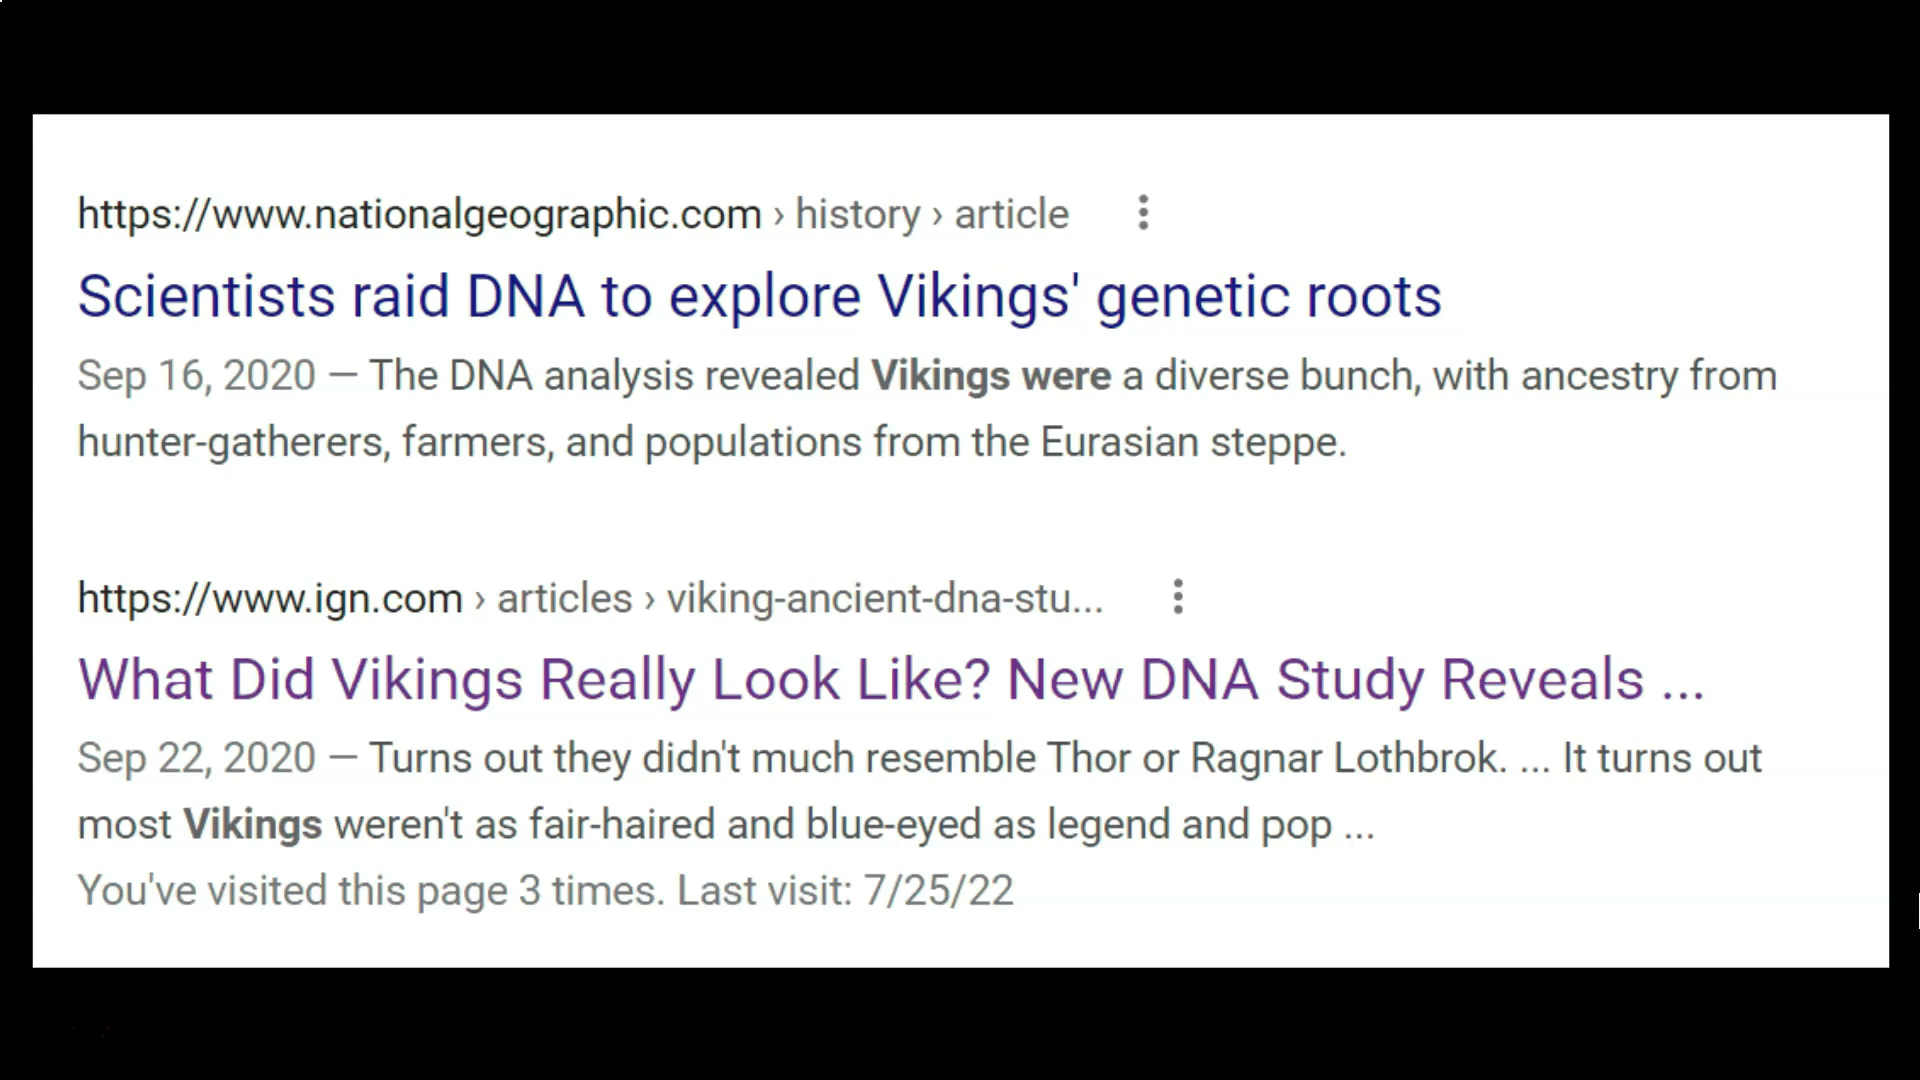 https://www.nationalgeographic.com › history › article
Scientists raid DNA to explore Vikings' genetic roots
Sep 16, 2020 — The DNA analysis revealed Vikings were a diverse bunch, with ancestry from
hunter-gatherers, farmers, and populations from the Eurasian steppe.
https://www.ign.com › articles › viking-ancient-dna-stu...
What Did Vikings Really Look Like? New DNA Study Reveals ...
Sep 22, 2020 — Turns out they didn't much resemble Thor or Ragnar Lothbrok. ... It turns out
most Vikings weren't as fair-haired and blue-eyed as legend and pop ...
You've visited this page 3 times. Last visit: 7/25/22